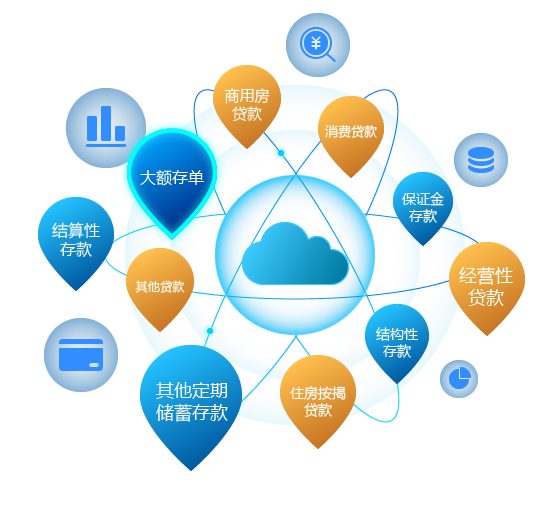 ¥
商用房
贷款
消费贷款
大额存单
保证金
存款
结算性
存款
其他贷款
经营性
贷款
结构性
存款
其他定期
储蓄存款
住房按揭
贷款